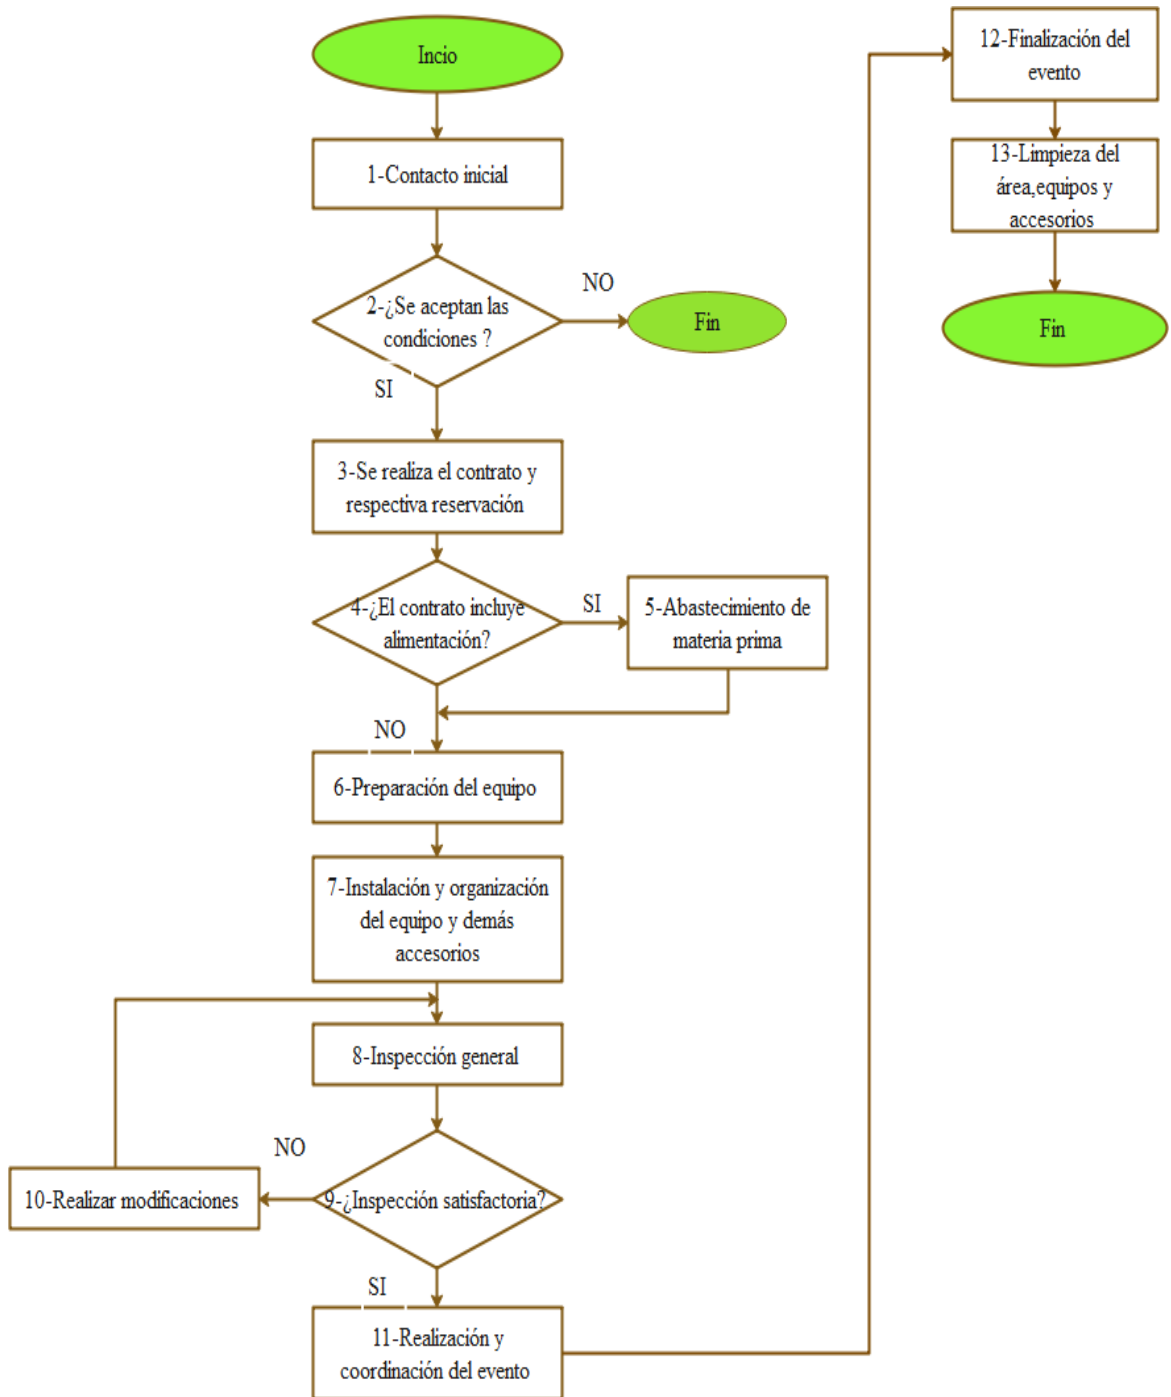 Incio
1-Contacto inicial
2-¿Se aceptan las
condiciones ?
NO
Fin
SI
3-Se realiza el contrato y
respectiva reservación
4-¿El contrato incluye
alimentación?
SI
5-Abastecimiento de
materia prima
NO
6-Preparación del equipo
7-Instalación y organización
del equipo y demás
accesorios
8-Inspección general
9-¿Inspección satisfactoria?
NO
10-Realizar modificaciones
SI
11-Realización y
coordinación del evento
12-Finalización del
evento
13-Limpieza del
área,equipos y
accesorios
Fin